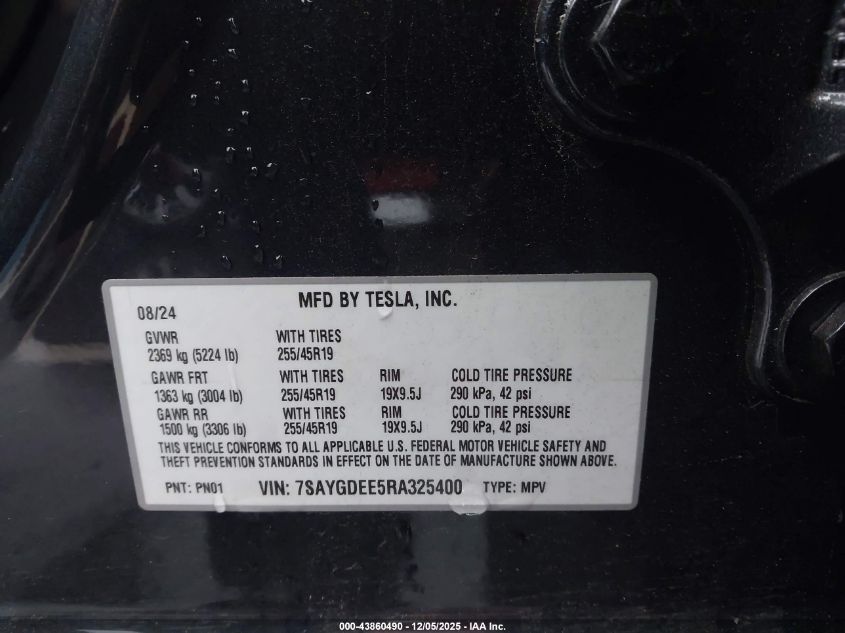 MFD BY TESLA, INC.
08/24
GVWR WITH TIRES
2369 kg (5224 lb) 255/45R19
GAWR FRT WITH TIRES RIM COLD TIRE PRESSURE
1363 kg (3004 lb) 255/45R19 19X9.5J 290 kPa, 42 psi
GAWR RR WITH TIRES RIM COLD TIRE PRESSURE
1500 kg (3306 lb) 255/45R19 19X9.5J 290 kPa, 42 psi
THIS VEHICLE CONFORMS TO ALL APPLICABLE U.S. FEDERAL MOTOR VEHICLE SAFETY AND
THEFT PREVENTION STANDARDS IN EFFECT ON THE DATE OF MANUFACTURE SHOWN ABOVE.
PNT: PN01 VIN: 7SAYGDEE5RA325400 TYPE: MPV
000-43860490 - 12/05/2025 - IAA Inc.